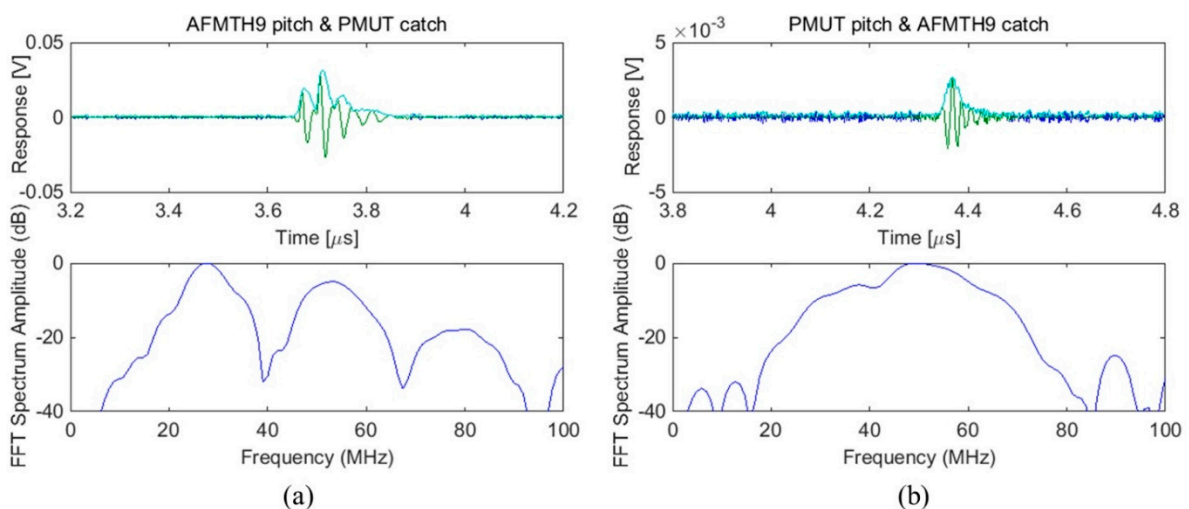 AFMTH9 pitch & PMUT catch
0.05
0
-0.05
Response [V]
3.2 3.4 3.6 3.8 4 4.2
Time [μs]
0
-20
-40
FFT Spectrum Amplitude (dB)
0 20 40 60 80 100
Frequency (MHz)
(a)
PMUT pitch & AFMTH9 catch
×10⁻³
5
0
-5
Response [V]
3.8 4 4.2 4.4 4.6 4.8
Time [μs]
0
-20
-40
FFT Spectrum Amplitude (dB)
0 20 40 60 80 100
Frequency (MHz)
(b)